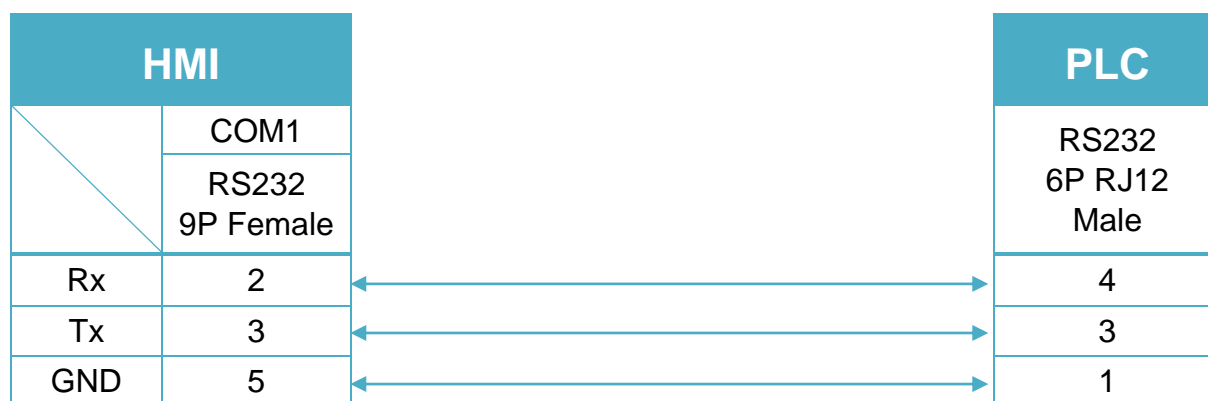 HMI
PLC
COM1
RS232
9P Female
RS232
6P RJ12
Male
Rx 2 4
Tx 3 3
GND 5 1